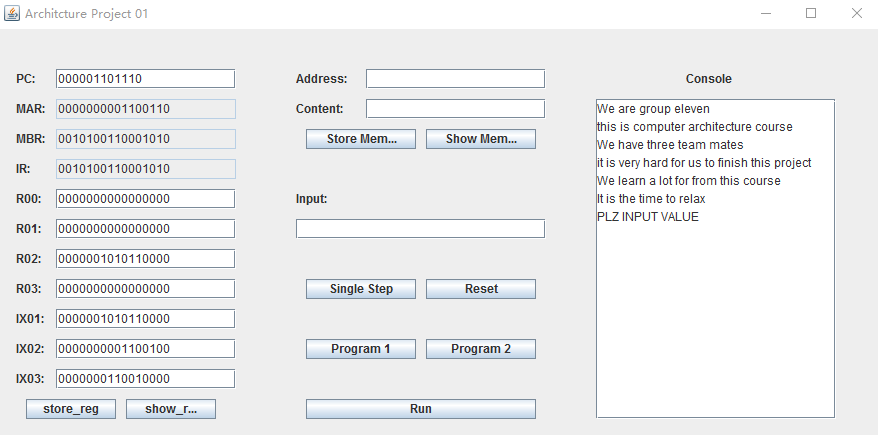 Architcture Project 01
PC: 000001101110
MAR: 0000000001100110
MBR: 0010100110001010
IR: 0010100110001010
R00: 0000000000000000
R01: 0000000000000000
R02: 0000001010110000
R03: 0000000000000000
IX01: 0000001010110000
IX02: 0000000001100100
IX03: 0000000110010000
store_reg show_r...
Address:
Content:
Store Mem... Show Mem...
Input:
Single Step Reset
Program 1 Program 2
Run
Console
We are group eleven
this is computer architecture course
We have three team mates
it is very hard for us to finish this project
We learn a lot for from this course
It is the time to relax
PLZ INPUT VALUE